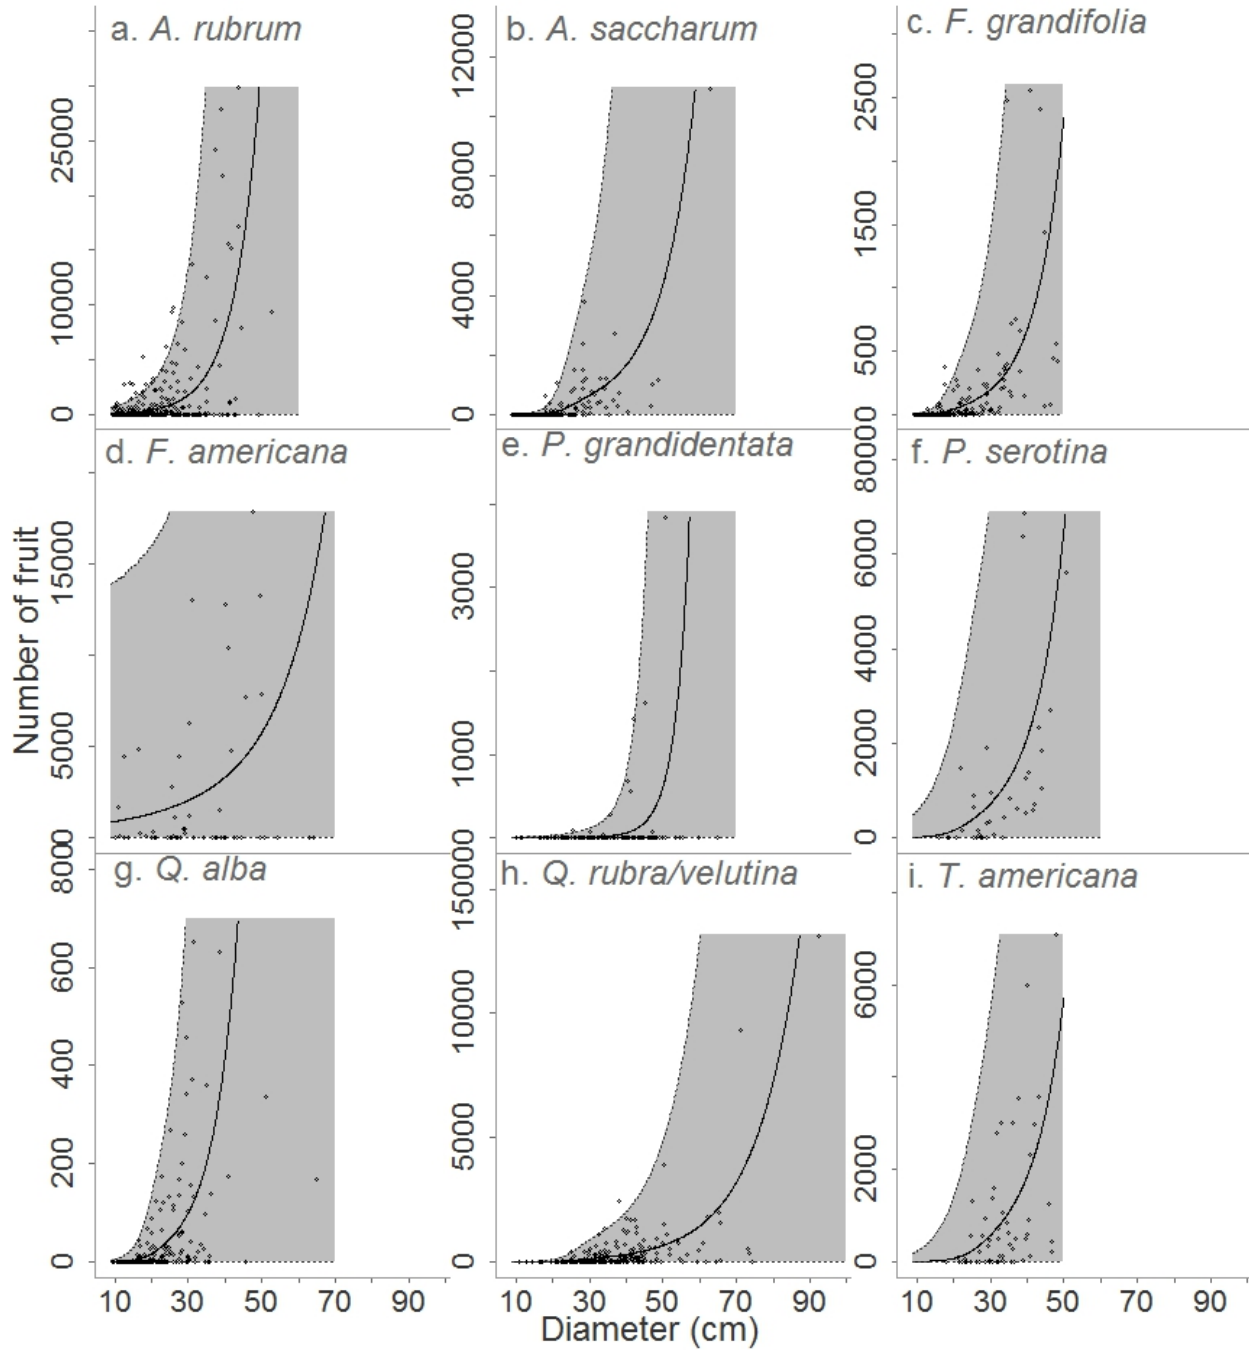 a. A. rubrum
b. A. saccharum
c. F. grandifolia
25000
10000
0
12000
8000
4000
0
2500
1500
500
0
d. F. americana
e. P. grandidentata
f. P. serotina
Number of fruit
15000
5000
0
3000
1000
0
80000
6000
4000
2000
0
g. Q. alba
h. Q. rubra/velutina
i. T. americana
800
600
400
200
0
150000
10000
5000
0
6000
2000
0
10 30 50 70 90
10 30 50 70 90
10 30 50 70 90
Diameter (cm)